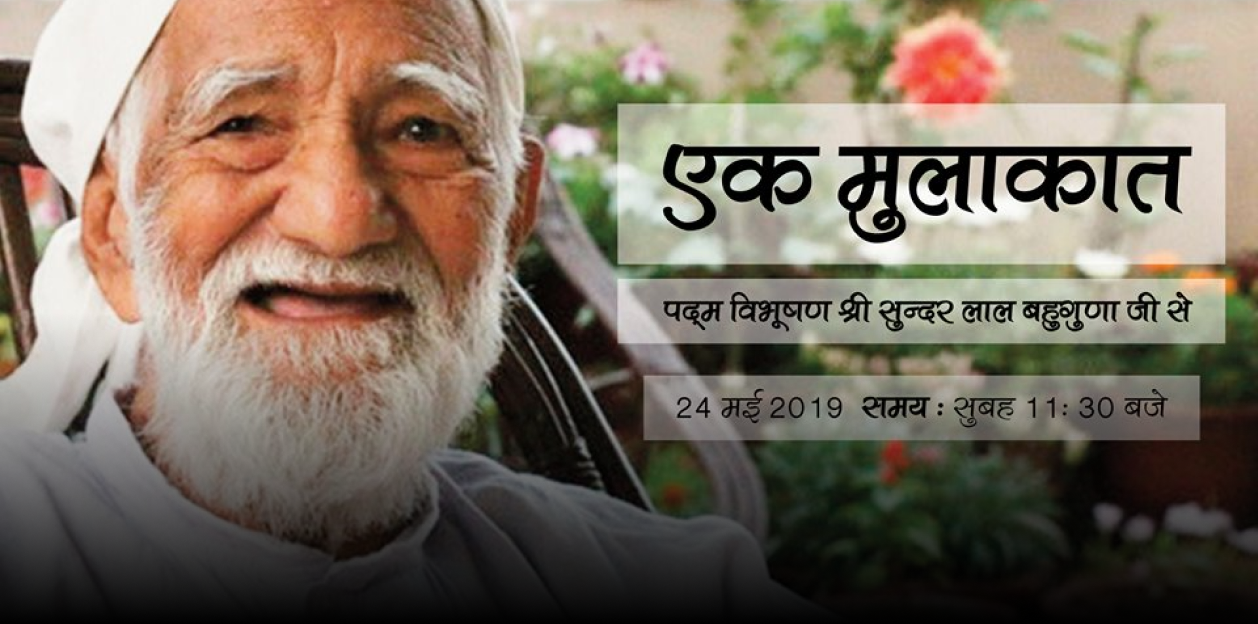 एक मुलाकात
पद्म विभूषण श्री सुन्दर लाल बहुगुणा जी से
24 मई 2019 समय : सुबह 11: 30 बजे